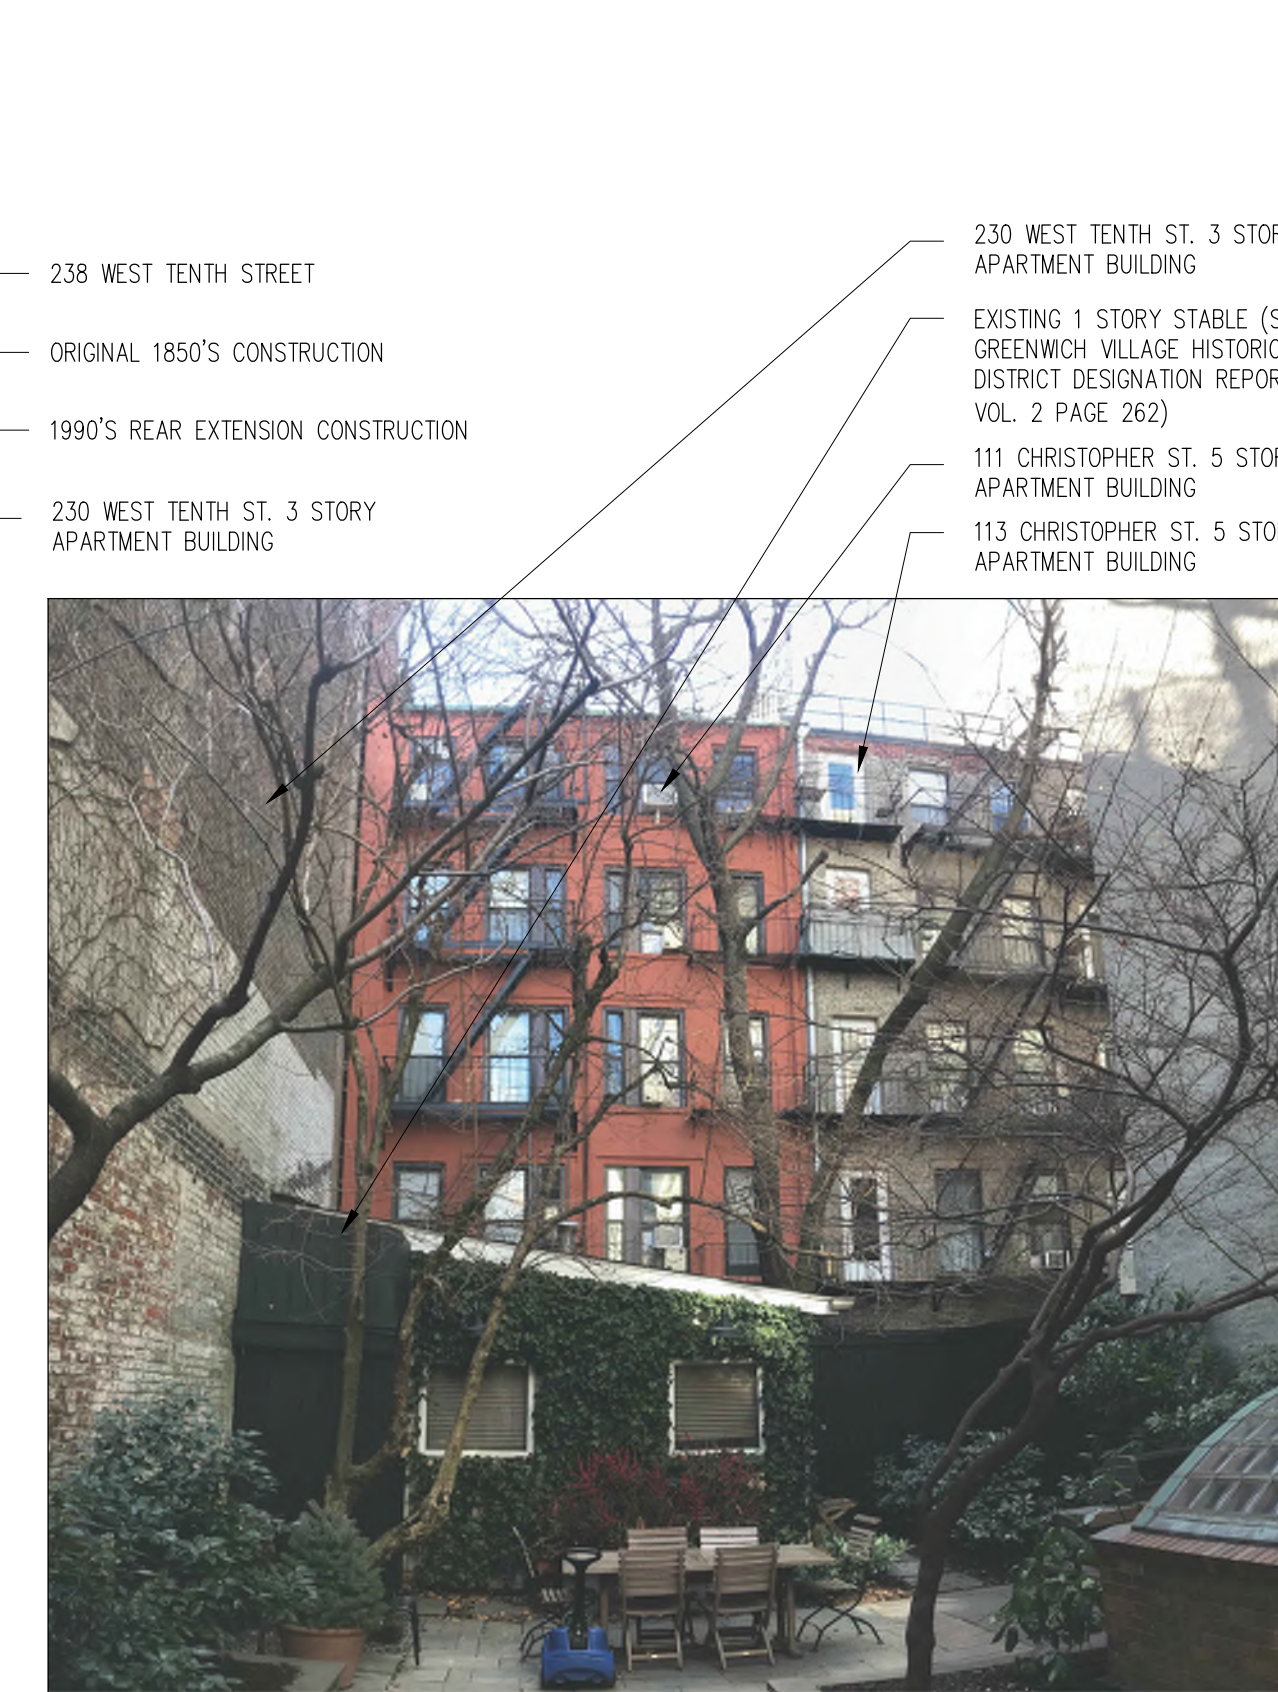 238 WEST TENTH STREET
ORIGINAL 1850'S CONSTRUCTION
1990'S REAR EXTENSION CONSTRUCTION
230 WEST TENTH ST. 3 STORY
APARTMENT BUILDING
230 WEST TENTH ST. 3
APARTMENT BUILDING
EXISTING 1 STORY STABLE
GREENWICH VILLAGE HISTORIC
DISTRICT DESIGNATION
VOL. 2 PAGE 262)
111 CHRISTOPHER ST. 5
APARTMENT BUILDING
113 CHRISTOPHER ST. 5
APARTMENT BUILDING